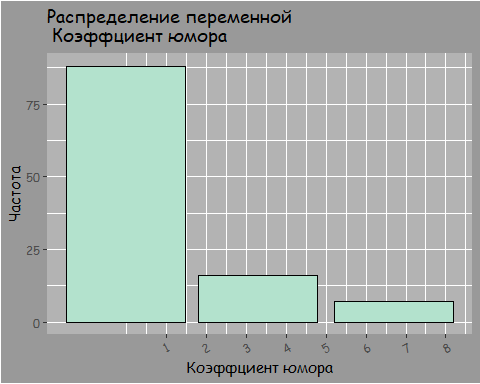 Распределение переменной
Коэффциент юмора
75
50
25
0
Частота
1 2 3 4 5 6 7 8
Коэффциент юмора